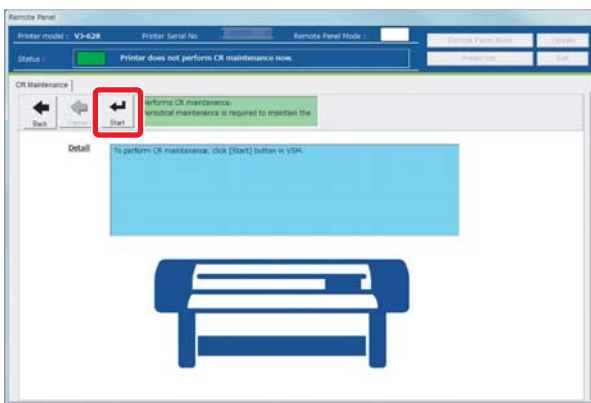 Remote Panel
Printer model : VJ-628 Printer Serial No Remote Panel Mode :
Remote Panel Mode Update
Status : Printer does not perform CR maintenance now.
Printer Info Exit
CR Maintenance
Back Cancel Start
Performs CR maintenance.
Periodical maintenance is required to maintain the
Detail To perform CR maintenance, click [Start] button in VSM.